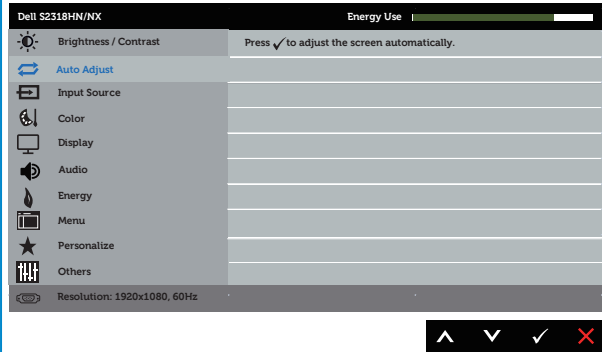 Dell S2318HN/NX
Energy Use
Brightness / Contrast
Press ✓ to adjust the screen automatically.
Auto Adjust
Input Source
Color
Display
Audio
Energy
Menu
Personalize
Others
Resolution: 1920x1080, 60Hz